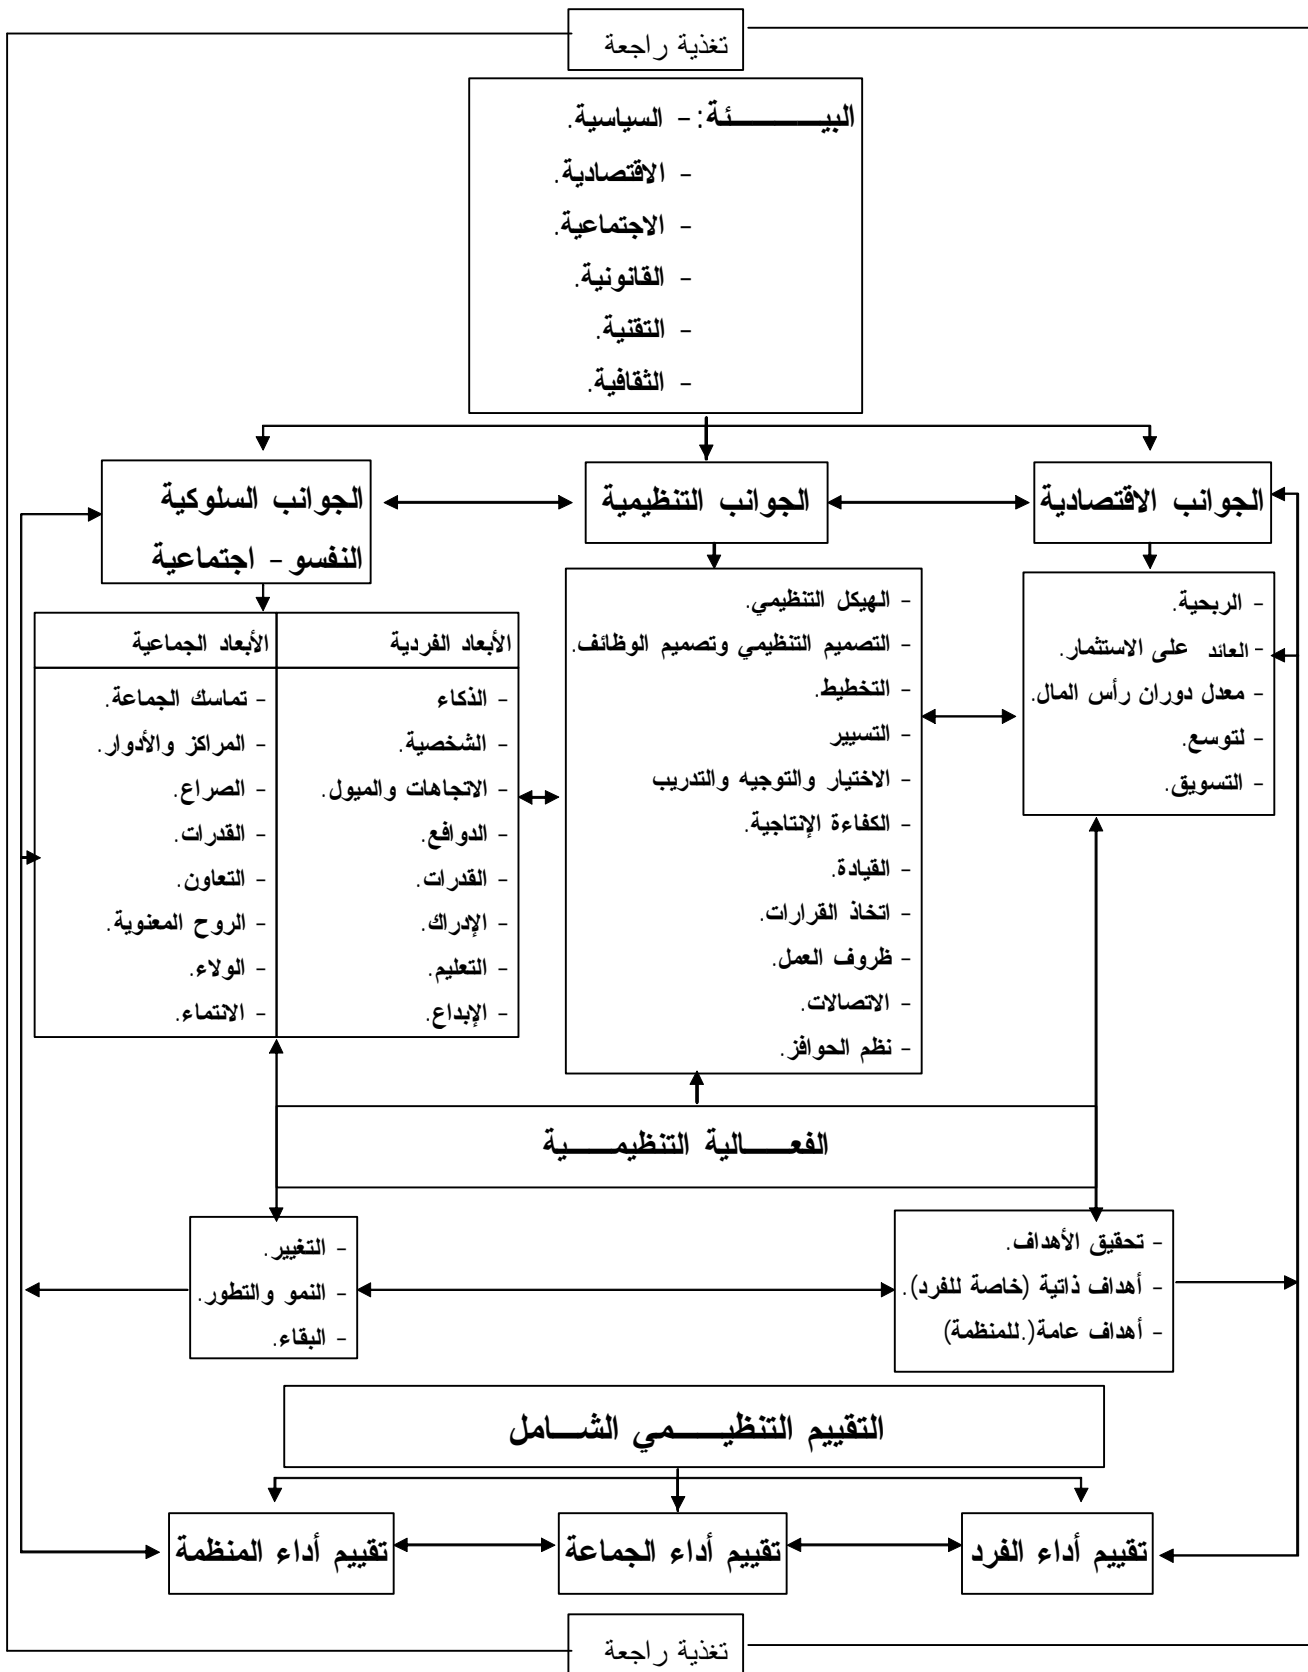 تغذية راجعة
البيئة: - السياسية.
- الاقتصادية.
- الاجتماعية.
- القانونية.
- التقنية.
- الثقافية.
الجوانب الاقتصادية
الجوانب التنظيمية
الجوانب السلوكية
النفسو - اجتماعية
- الربحية.
- العائد على الاستثمار.
- معدل دوران رأس المال.
- لتوسع.
- التسويق.
- الهيكل التنظيمي.
- التصميم التنظيمي وتصميم الوظائف.
- التخطيط.
- التسيير
- الاختيار والتوجيه والتدريب
- الكفاءة الإنتاجية.
- القيادة.
- اتخاذ القرارات.
- ظروف العمل.
- الاتصالات.
- نظم الحوافز.
الأبعاد الفردية
- الذكاء
- الشخصية.
- الاتجاهات والميول.
- الدوافع.
- القدرات.
- الإدراك.
- التعليم.
- الإبداع.
الأبعاد الجماعية
- تماسك الجماعة.
- المراكز والأدوار.
- الصراع.
- القدرات.
- التعاون.
- الروح المعنوية.
- الولاء.
- الانتماء.
الفعـــالية التنظيمـــية
- تحقيق الأهداف.
- أهداف ذاتية (خاصة للفرد).
- أهداف عامة(.للمنظمة)
- التغيير.
- النمو والتطور.
- البقاء.
التقييم التنظيـــمي الشــامل
تقييم أداء الفرد
تقييم أداء الجماعة
تقييم أداء المنظمة
تغذية راجعة